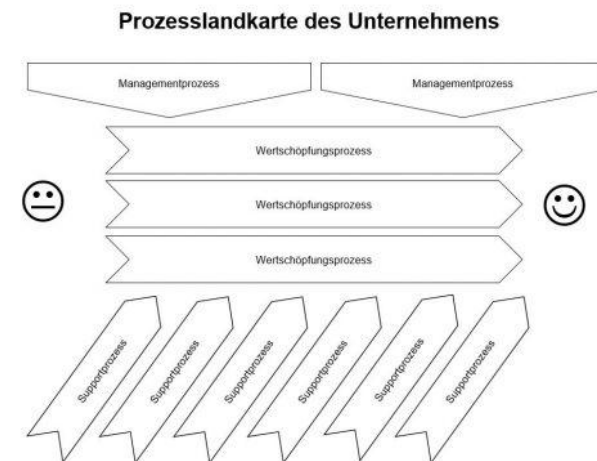 Prozesslandkarte des Unternehmens
Managementprozess
Managementprozess
Wertschöpfungsprozess
Wertschöpfungsprozess
Wertschöpfungsprozess
Supportprozess
Supportprozess
Supportprozess
Supportprozess
Supportprozess
Supportprozess